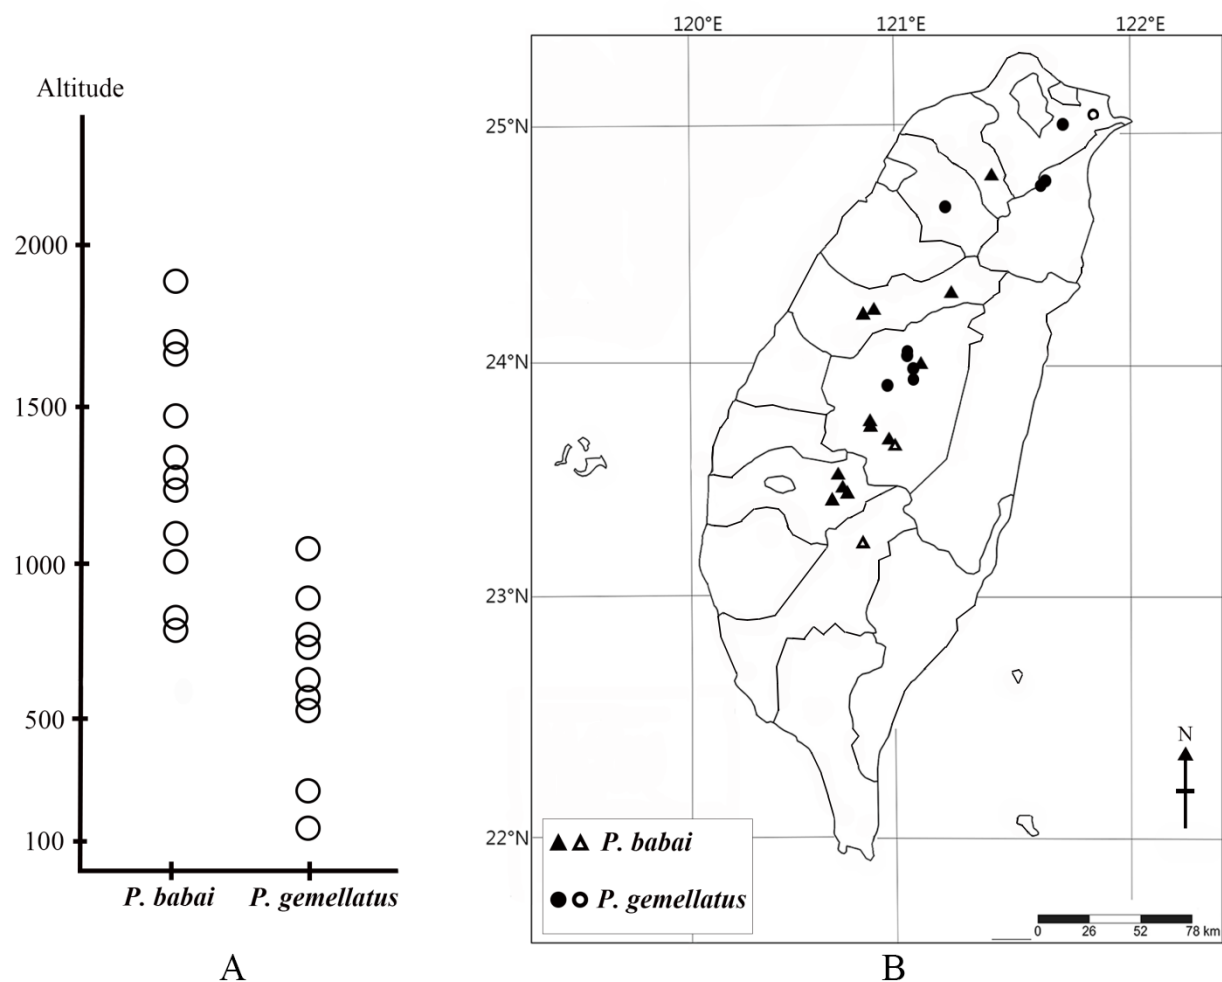 Altitude
2000
1500
1000
500
100
P. babai
P. gemellatus
A
120°E
121°E
122°E
25°N
24°N
23°N
22°N
N
P. babai
P. gemellatus
0
26
52
78 km
B